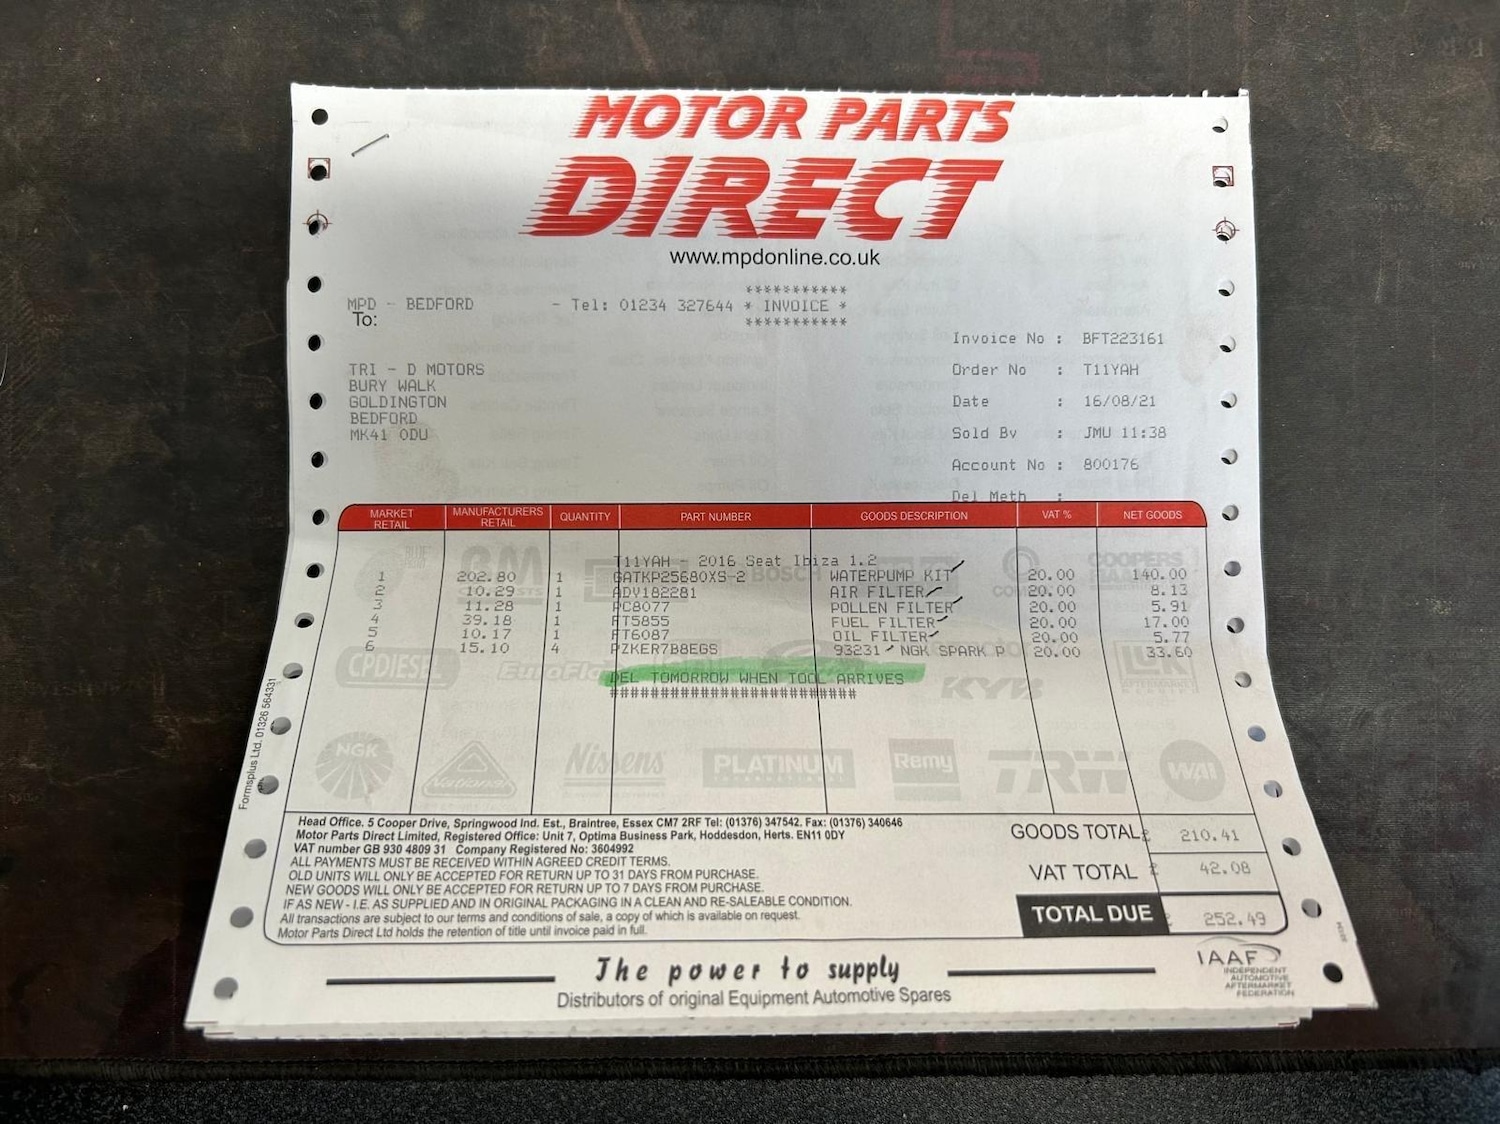 MOTOR PARTS
DIRECT
www.mpdonline.co.uk
***********
MPD - BEDFORD - Tel: 01234 327644 * INVOICE *
***********
To:
Invoice No : BFT223161
TRI - D MOTORS
Order No : T11YAH
BURY WALK
GOLDINGTON
Date : 16/08/21
BEDFORD
MK41 0DU
Sold By : JMU 11:38
Account No : 800176
Del Meth :
MARKET RETAIL MANUFACTURERS RETAIL QUANTITY PART NUMBER GOODS DESCRIPTION VAT % NET GOODS
T11YAH - 2016 Seat Ibiza 1.2
1 202.80 1 GATKP25680XS-2 WATERPUMP KIT 20.00 140.00
2 10.29 1 ADV182281 AIR FILTER 20.00 8.13
3 11.28 1 PC8077 POLLEN FILTER 20.00 5.91
4 39.18 1 FT5855 FUEL FILTER 20.00 17.00
5 10.17 1 FT6087 OIL FILTER 20.00 5.77
6 15.10 4 PZKER7B8EGS 93231 NGK SPARK P 20.00 33.60
DEL TOMORROW WHEN TOOL ARRIVES
##########################
CPDIESEL EuroFlo KYB
NGK National Nissens PLATINUM INTERNATIONAL Remy TRW WAI
Formsplus Ltd. 01326 564331
Head Office. 5 Cooper Drive, Springwood Ind. Est., Braintree, Essex CM7 2RF Tel: (01376) 347542. Fax: (01376) 340646
Motor Parts Direct Limited, Registered Office: Unit 7, Optima Business Park, Hoddesdon, Herts. EN11 0DY
VAT number GB 930 4809 31 Company Registered No: 3604992
ALL PAYMENTS MUST BE RECEIVED WITHIN AGREED CREDIT TERMS.
OLD UNITS WILL ONLY BE ACCEPTED FOR RETURN UP TO 31 DAYS FROM PURCHASE.
NEW GOODS WILL ONLY BE ACCEPTED FOR RETURN UP TO 7 DAYS FROM PURCHASE.
IF AS NEW - I.E. AS SUPPLIED AND IN ORIGINAL PACKAGING IN A CLEAN AND RE-SALEABLE CONDITION.
All transactions are subject to our terms and conditions of sale, a copy of which is available on request.
Motor Parts Direct Ltd holds the retention of title until invoice paid in full.
GOODS TOTAL £ 210.41
VAT TOTAL £ 42.08
TOTAL DUE £ 252.49
The power to supply
Distributors of original Equipment Automotive Spares
IAAF
INDEPENDENT
AUTOMOTIVE
AFTERMARKET
FEDERATION